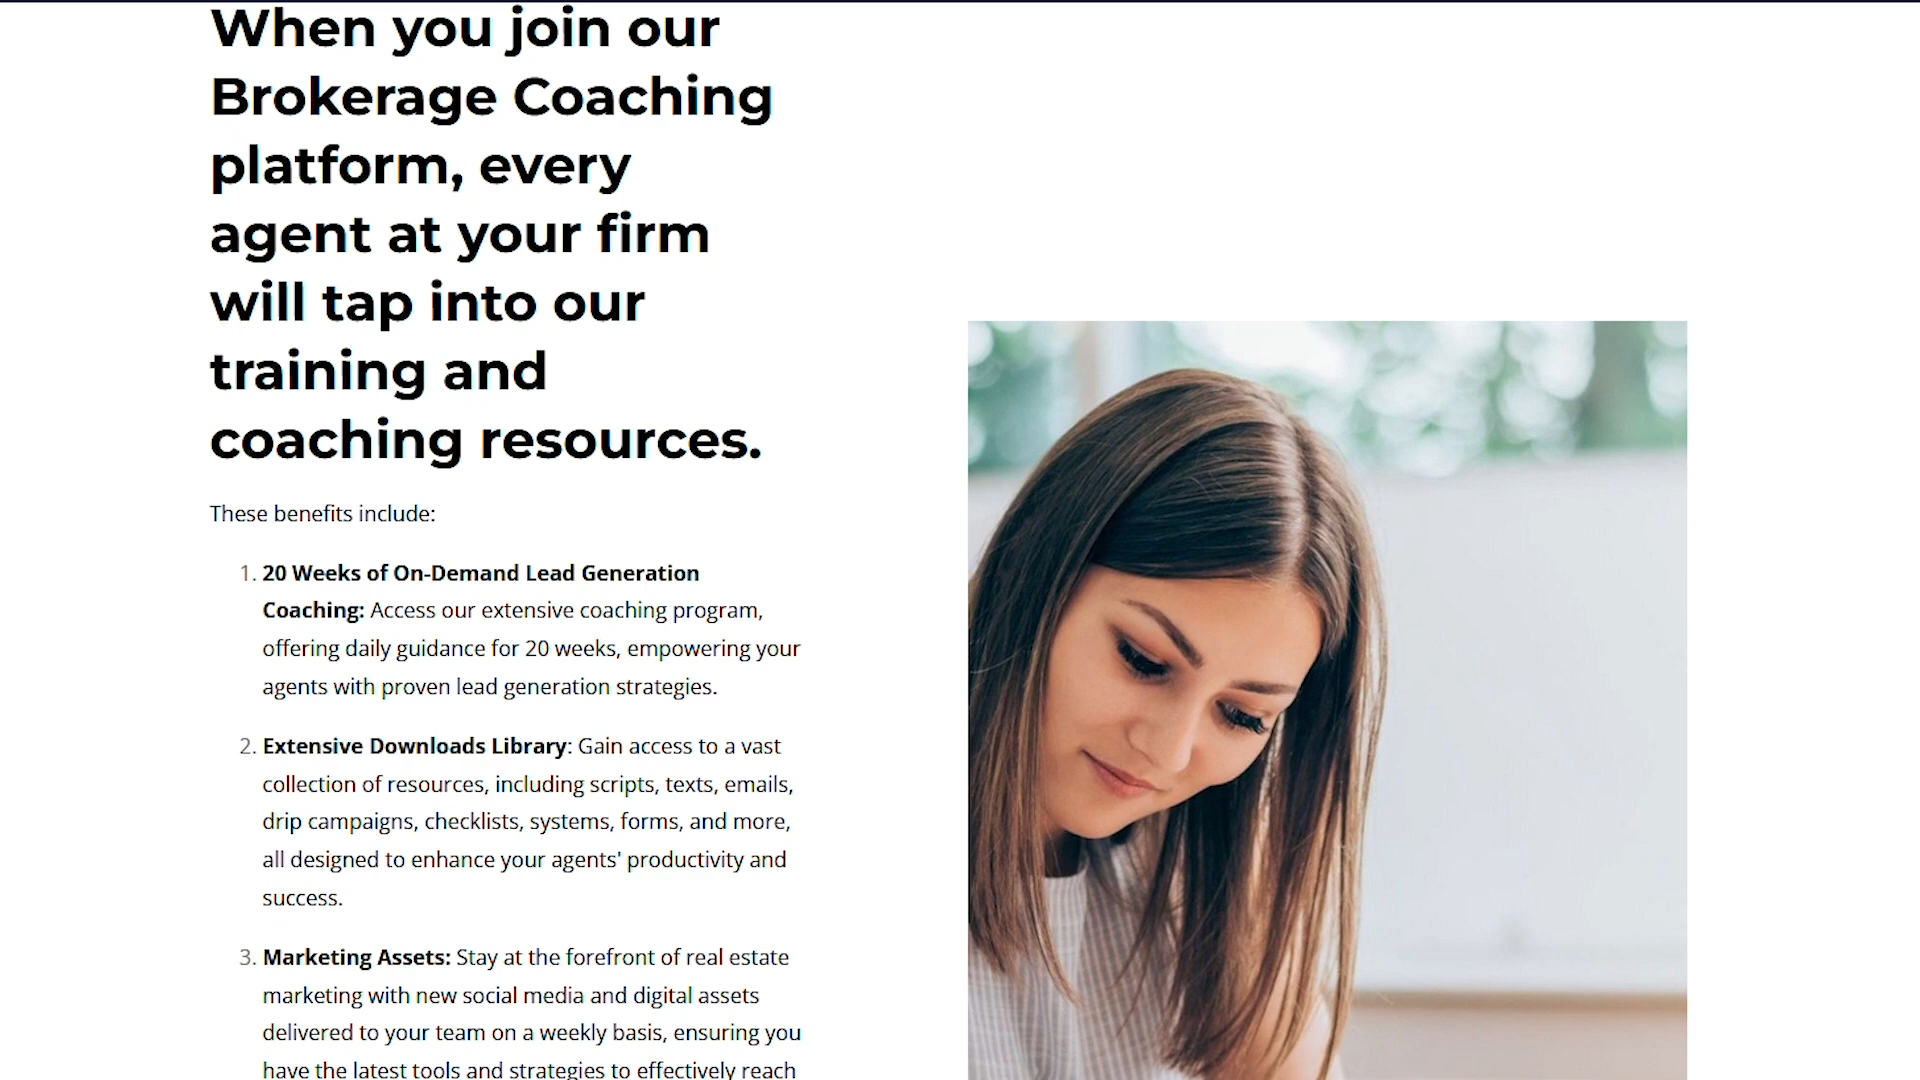 When you join our
Brokerage Coaching
platform, every
agent at your firm
will tap into our
training and
coaching resources.
These benefits include:
1. 20 Weeks of On-Demand Lead Generation
Coaching: Access our extensive coaching program,
offering daily guidance for 20 weeks, empowering your
agents with proven lead generation strategies.
2. Extensive Downloads Library: Gain access to a vast
collection of resources, including scripts, texts, emails,
drip campaigns, checklists, systems, forms, and more,
all designed to enhance your agents' productivity and
success.
3. Marketing Assets: Stay at the forefront of real estate
marketing with new social media and digital assets
delivered to your team on a weekly basis, ensuring you
have the latest tools and strategies to effectively reach